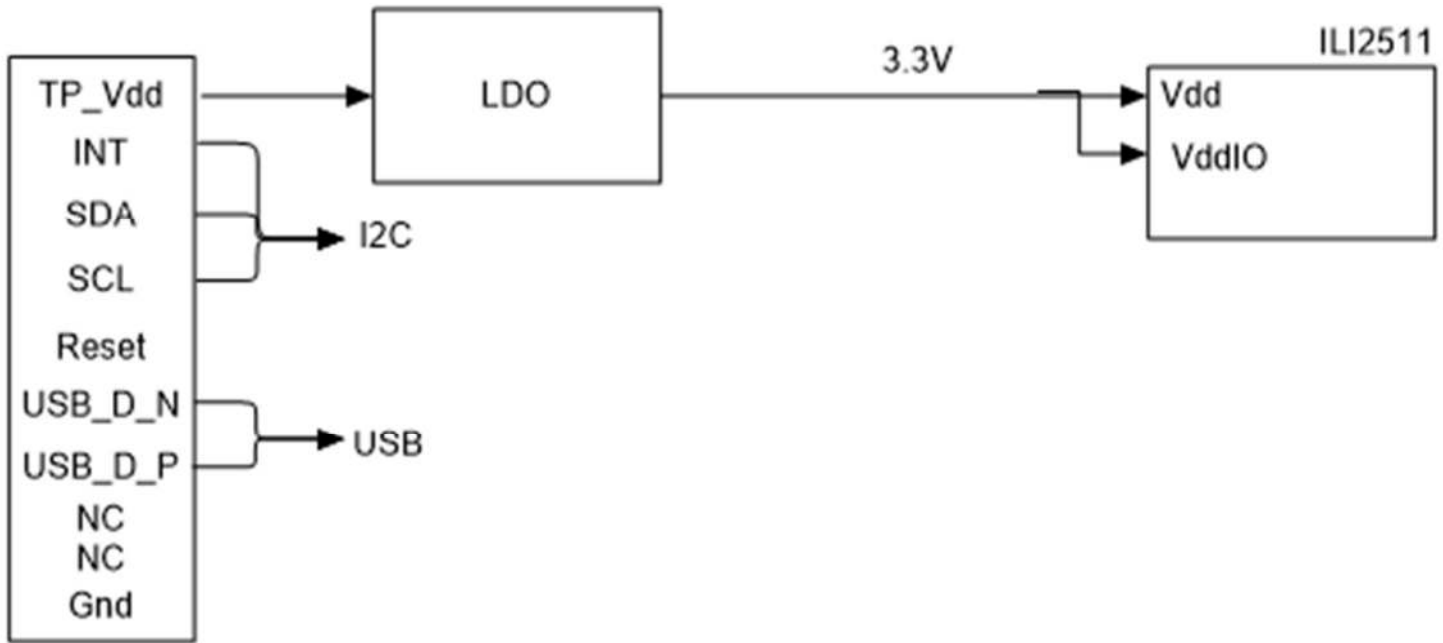 TP_Vdd
INT
SDA
SCL
Reset
USB_D_N
USB_D_P
NC
NC
Gnd
LDO
I2C
USB
3.3V
ILI2511
Vdd
VddIO